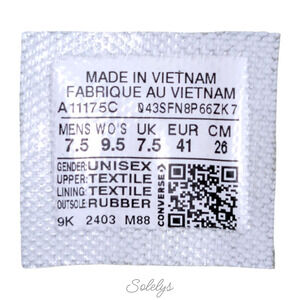 MADE IN VIETNAM
FABRIQUE AU VIETNAM
A11175C Q43SFN8P66ZK7
MENS WO'S UK EUR CM
7.5 9.5 7.5 41 26
GENDER: UNISEX
UPPER: TEXTILE
LINING: TEXTILE
OUTSOLE: RUBBER
CONVERSE
9K 2403 M88
Solelys